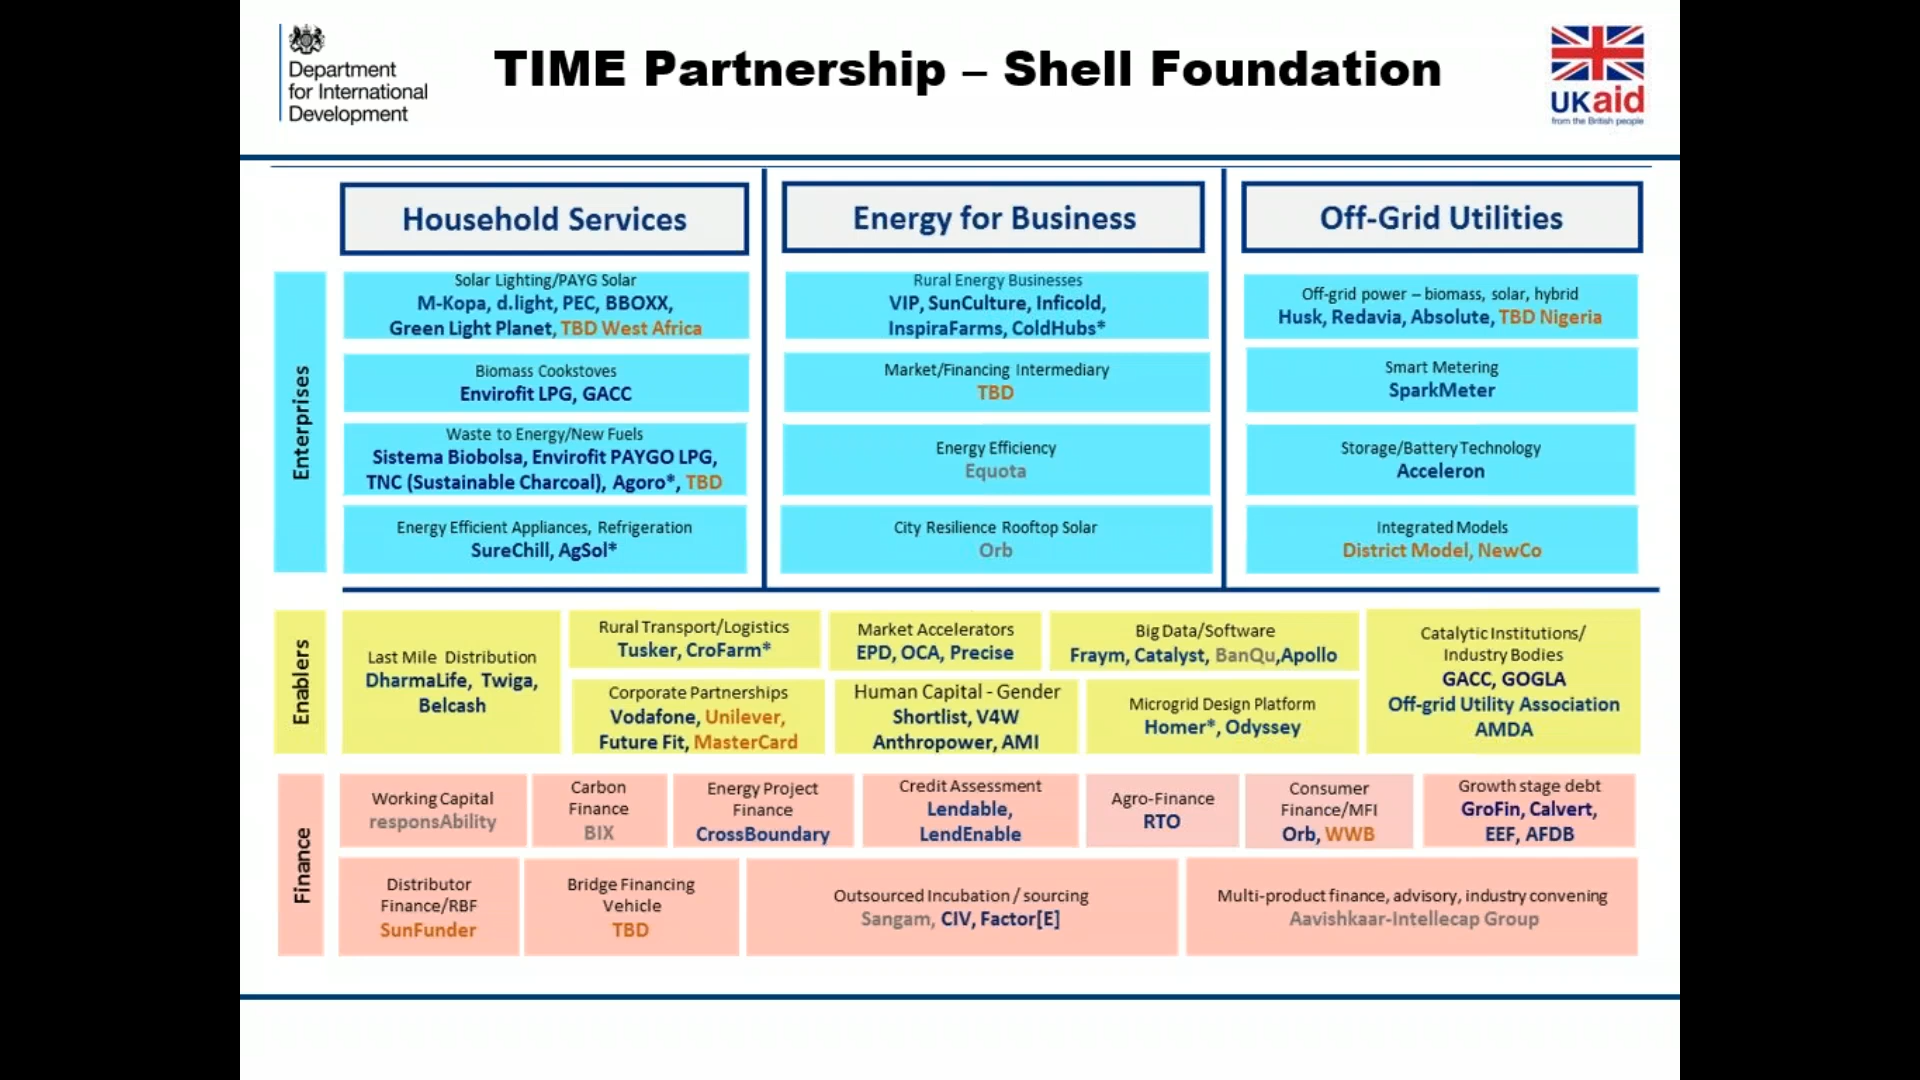 Department
for International
Development
TIME Partnership – Shell Foundation
UKaid
from the British people
Household Services
Energy for Business
Off-Grid Utilities
Enterprises
Solar Lighting/PAYG Solar
M-Kopa, d.light, PEC, BBOXX,
Green Light Planet, TBD West Africa
Rural Energy Businesses
VIP, SunCulture, Inficold,
InspiraFarms, ColdHubs*
Off-grid power – biomass, solar, hybrid
Husk, Redavia, Absolute, TBD Nigeria
Biomass Cookstoves
Envirofit LPG, GACC
Market/Financing Intermediary
TBD
Smart Metering
SparkMeter
Waste to Energy/New Fuels
Sistema Biobolsa, Envirofit PAYGO LPG,
TNC (Sustainable Charcoal), Agoro*, TBD
Energy Efficiency
Equota
Storage/Battery Technology
Acceleron
Energy Efficient Appliances, Refrigeration
SureChill, AgSol*
City Resilience Rooftop Solar
Orb
Integrated Models
District Model, NewCo
Enablers
Last Mile Distribution
DharmaLife, Twiga,
Belcash
Rural Transport/Logistics
Tusker, CroFarm*
Market Accelerators
EPD, OCA, Precise
Big Data/Software
Fraym, Catalyst, BanQu,Apollo
Catalytic Institutions/
Industry Bodies
GACC, GOGLA
Off-grid Utility Association
AMDA
Corporate Partnerships
Vodafone, Unilever,
Future Fit, MasterCard
Human Capital - Gender
Shortlist, V4W
Anthropower, AMI
Microgrid Design Platform
Homer*, Odyssey
Finance
Working Capital
responsAbility
Carbon
Finance
BIX
Energy Project
Finance
CrossBoundary
Credit Assessment
Lendable,
LendEnable
Agro-Finance
RTO
Consumer
Finance/MFI
Orb, WWB
Growth stage debt
GroFin, Calvert,
EEF, AFDB
Distributor
Finance/RBF
SunFunder
Bridge Financing
Vehicle
TBD
Outsourced Incubation / sourcing
Sangam, CIV, Factor[E]
Multi-product finance, advisory, industry convening
Aavishkaar-Intellecap Group